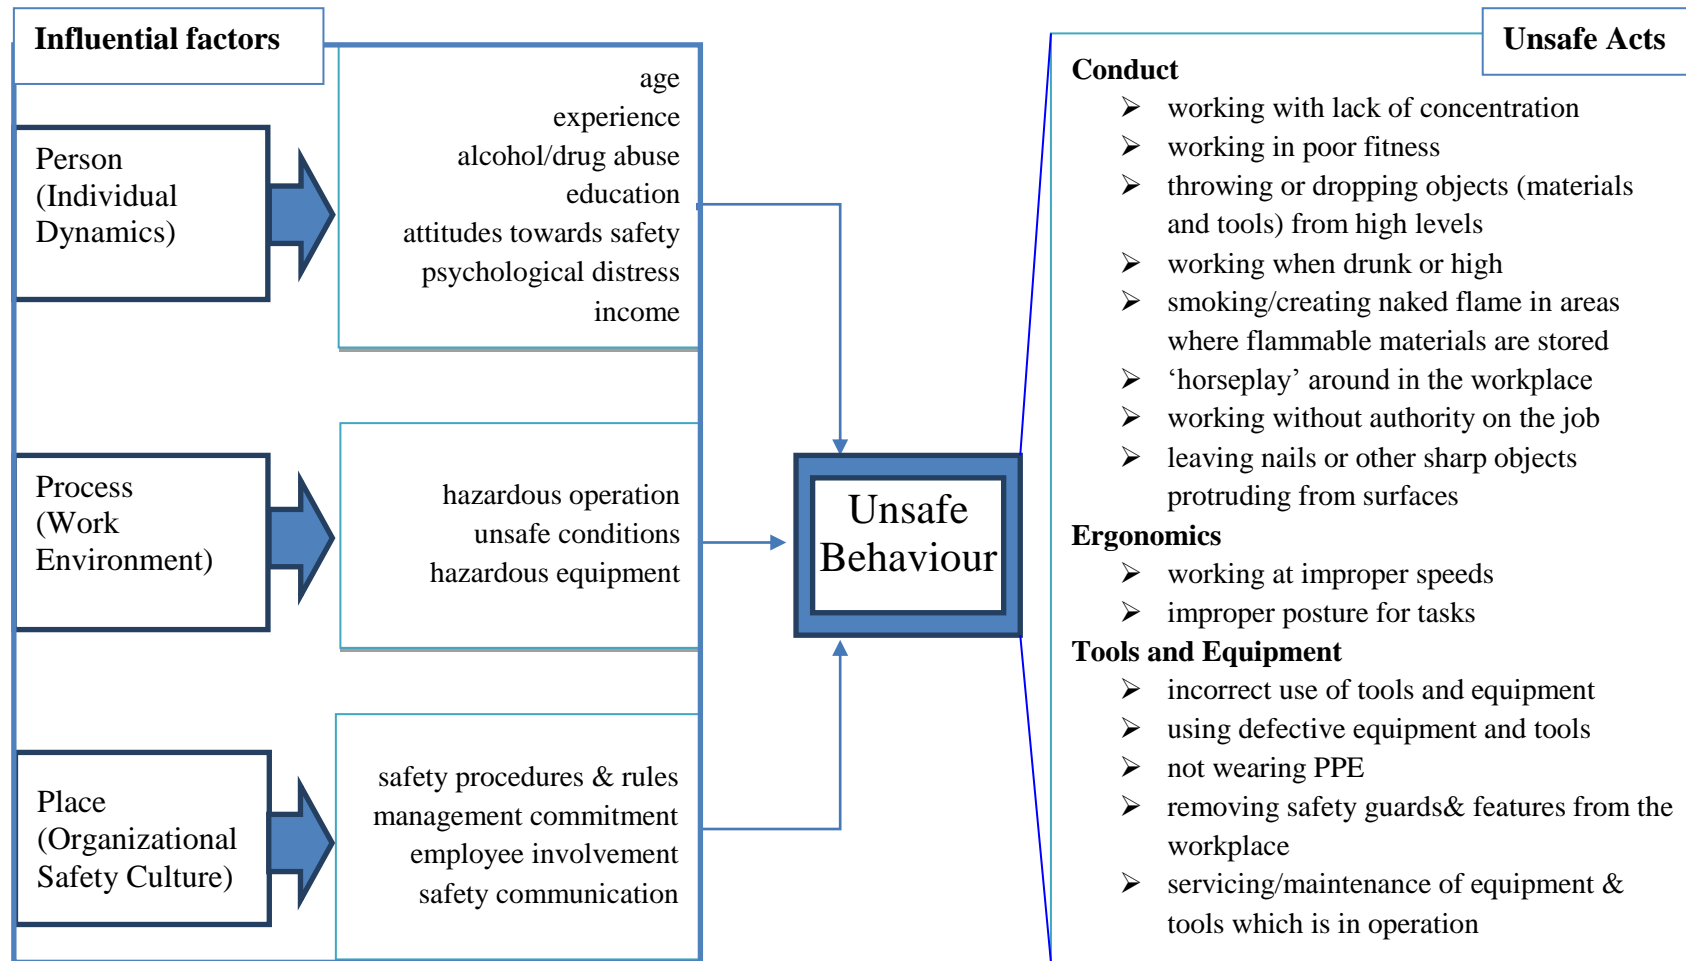 Influential factors
Person
(Individual
Dynamics)
age
experience
alcohol/drug abuse
education
attitudes towards safety
psychological distress
income
Process
(Work
Environment)
hazardous operation
unsafe conditions
hazardous equipment
Place
(Organizational
Safety Culture)
safety procedures & rules
management commitment
employee involvement
safety communication
Unsafe
Behaviour
Unsafe Acts
Conduct
➢ working with lack of concentration
➢ working in poor fitness
➢ throwing or dropping objects (materials
and tools) from high levels
➢ working when drunk or high
➢ smoking/creating naked flame in areas
where flammable materials are stored
➢ ‘horseplay’ around in the workplace
➢ working without authority on the job
➢ leaving nails or other sharp objects
protruding from surfaces
Ergonomics
➢ working at improper speeds
➢ improper posture for tasks
Tools and Equipment
➢ incorrect use of tools and equipment
➢ using defective equipment and tools
➢ not wearing PPE
➢ removing safety guards& features from the
workplace
➢ servicing/maintenance of equipment &
tools which is in operation